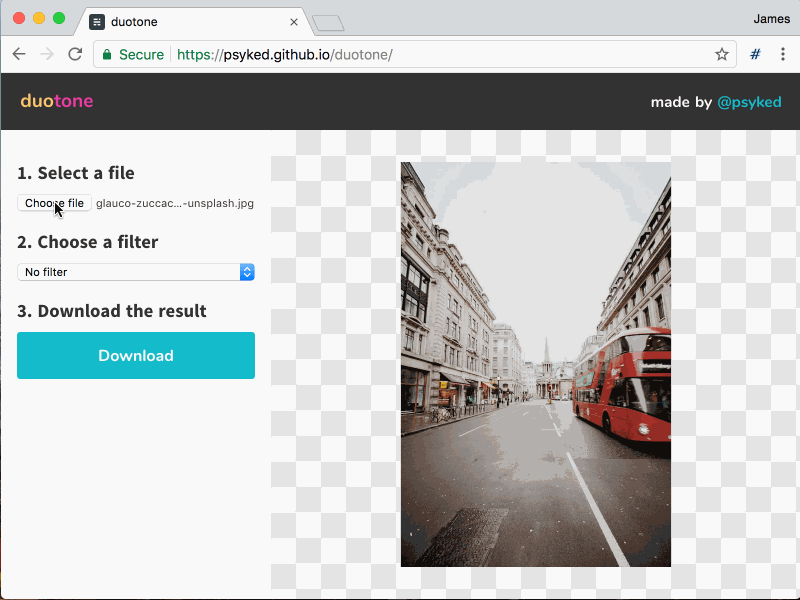 duotone
James
Secure https://psyked.github.io/duotone/
duotone
made by @psyked
1. Select a file
Choose file glauco-zuccac...-unsplash.jpg
2. Choose a filter
No filter
3. Download the result
Download